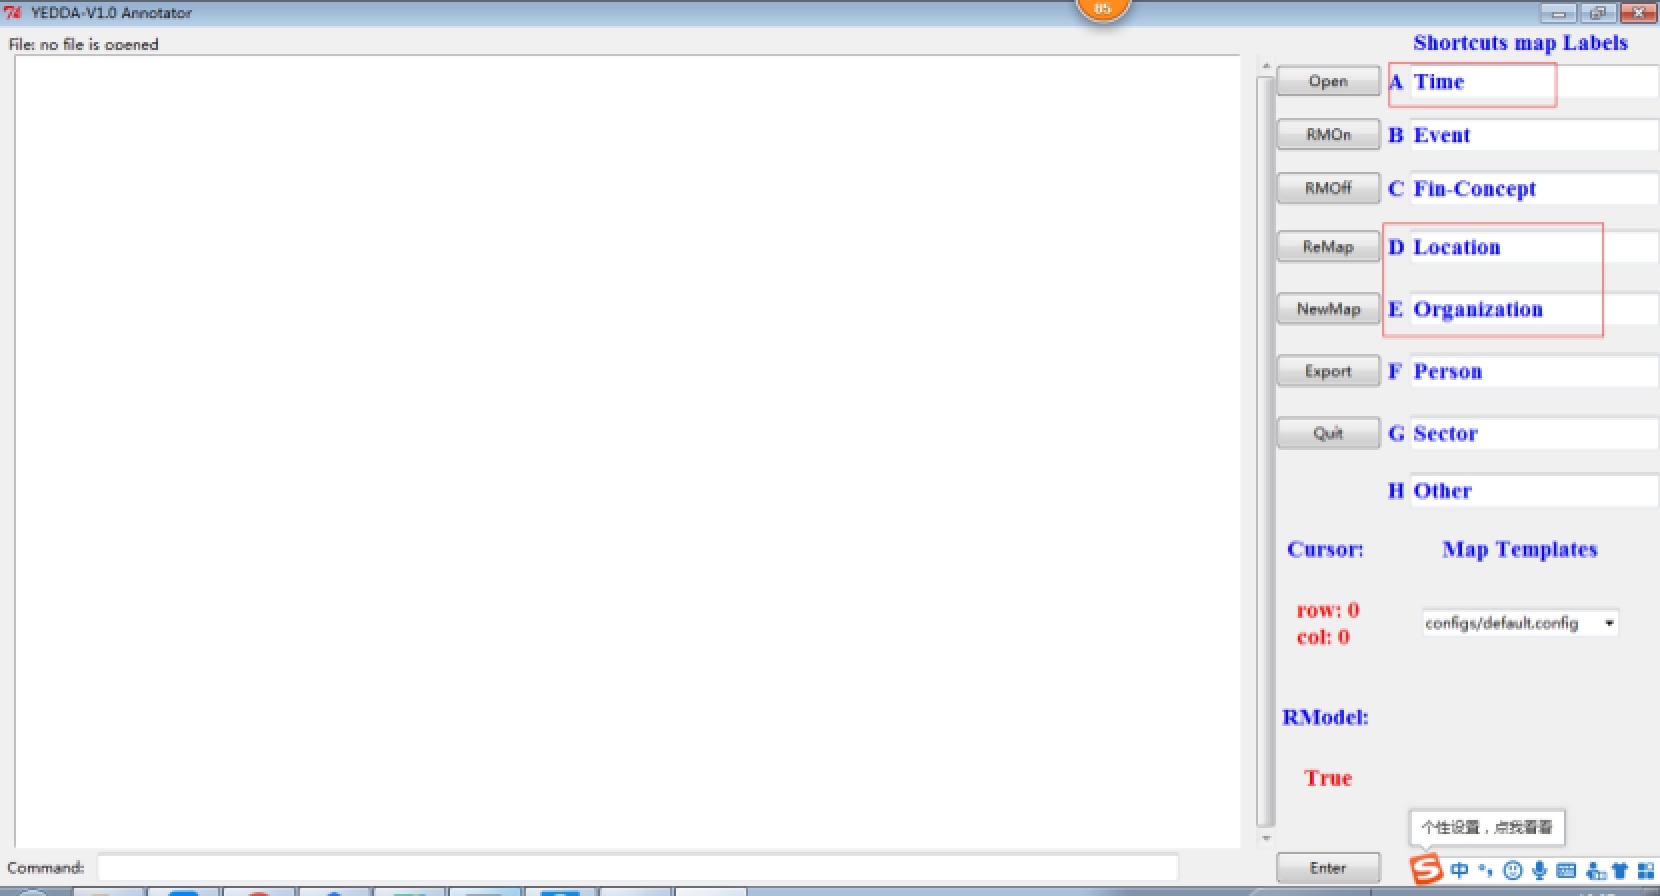 YEDDA-V1.0 Annotator
85
File: no file is opened
Shortcuts map Labels
Open
A Time
RMOn
B Event
RMOff
C Fin-Concept
ReMap
D Location
NewMap
E Organization
Export
F Person
Quit
G Sector
H Other
Cursor:
Map Templates
row: 0
col: 0
configs/default.config
RModel:
True
个性设置，点我看看
Command:
Enter
中